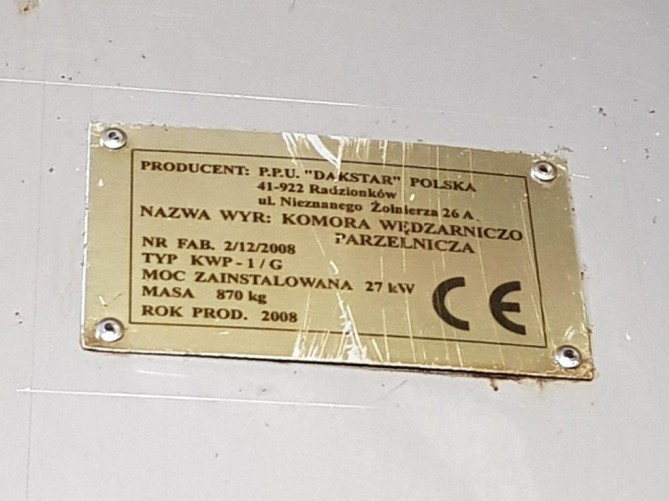 PRODUCENT: P.P.U. "DAKSTAR" POLSKA
41-922 Radzionków
ul. Nieznanego Żołnierza 26 A
NAZWA WYR: KOMORA WĘDZARNICZO
PARZELNICZA
NR FAB. 2/12/2008
TYP KWP - 1 / G
MOC ZAINSTALOWANA 27 kW
MASA 870 kg
ROK PROD. 2008
CE